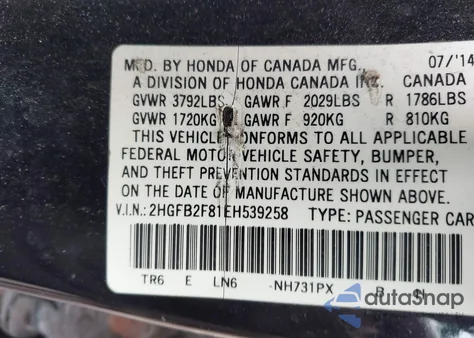 MFD. BY HONDA OF CANADA MFG., 07/'14
A DIVISION OF HONDA CANADA INC. CANADA
GVWR 3792LBS GAWR F 2029LBS R 1786LBS
GVWR 1720KG GAWR F 920KG R 810KG
THIS VEHICLE CONFORMS TO ALL APPLICABLE
FEDERAL MOTOR VEHICLE SAFETY, BUMPER,
AND THEFT PREVENTION STANDARDS IN EFFECT
ON THE DATE OF MANUFACTURE SHOWN ABOVE.
V.I.N.: 2HGFB2F81EH539258 TYPE: PASSENGER CAR
TR6 E LN6 -NH731PX
autosnap